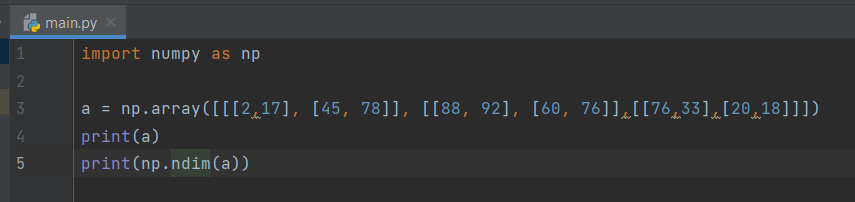 main.py
1 import numpy as np
2
3 a = np.array([[[2,17], [45, 78]], [[88, 92], [60, 76]],[[76,33],[20,18]]])
4 print(a)
5 print(np.ndim(a))